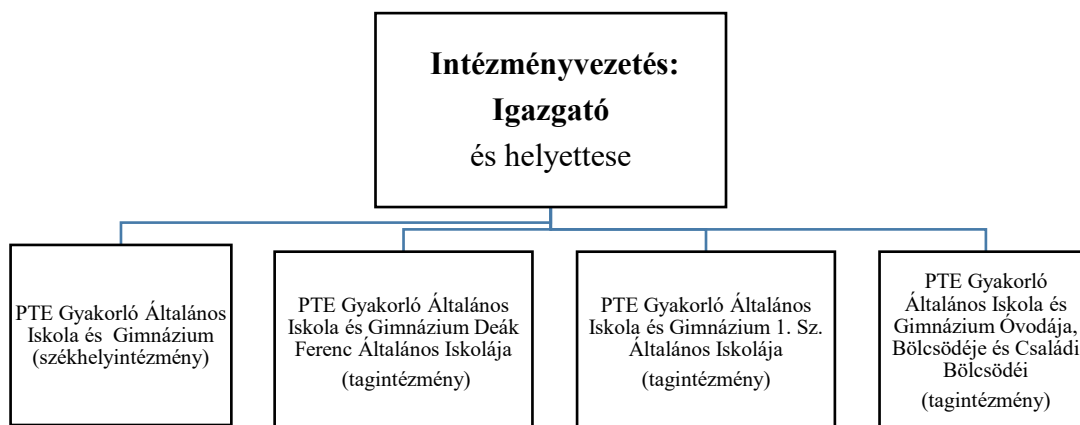 Intézményvezetés:
Igazgató
és helyettese
PTE Gyakorló Általános
Iskola és Gimnázium
(székhelyintézmény)
PTE Gyakorló Általános
Iskola és Gimnázium Deák
Ferenc Általános Iskolája
(tagintézmény)
PTE Gyakorló Általános
Iskola és Gimnázium 1. Sz.
Általános Iskolája
(tagintézmény)
PTE Gyakorló
Általános Iskola és
Gimnázium Óvodája,
Bölcsödéje és Családi
Bölcsödéi
(tagintézmény)